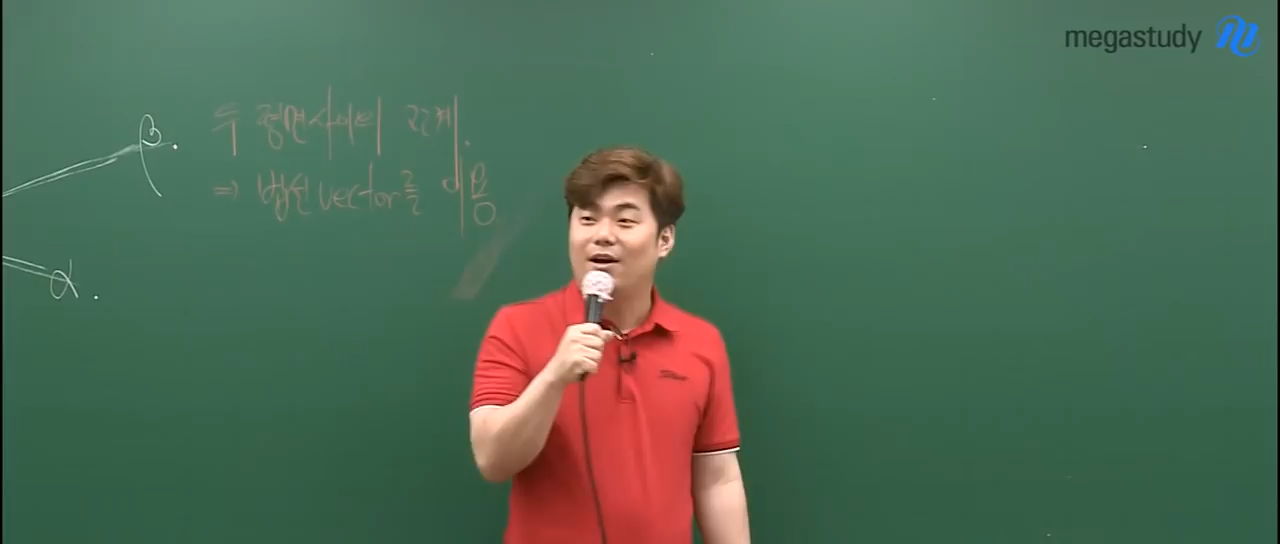 megastudy
β
두 평면사이의 관계.
⇒ 법선 vector를 이용
α